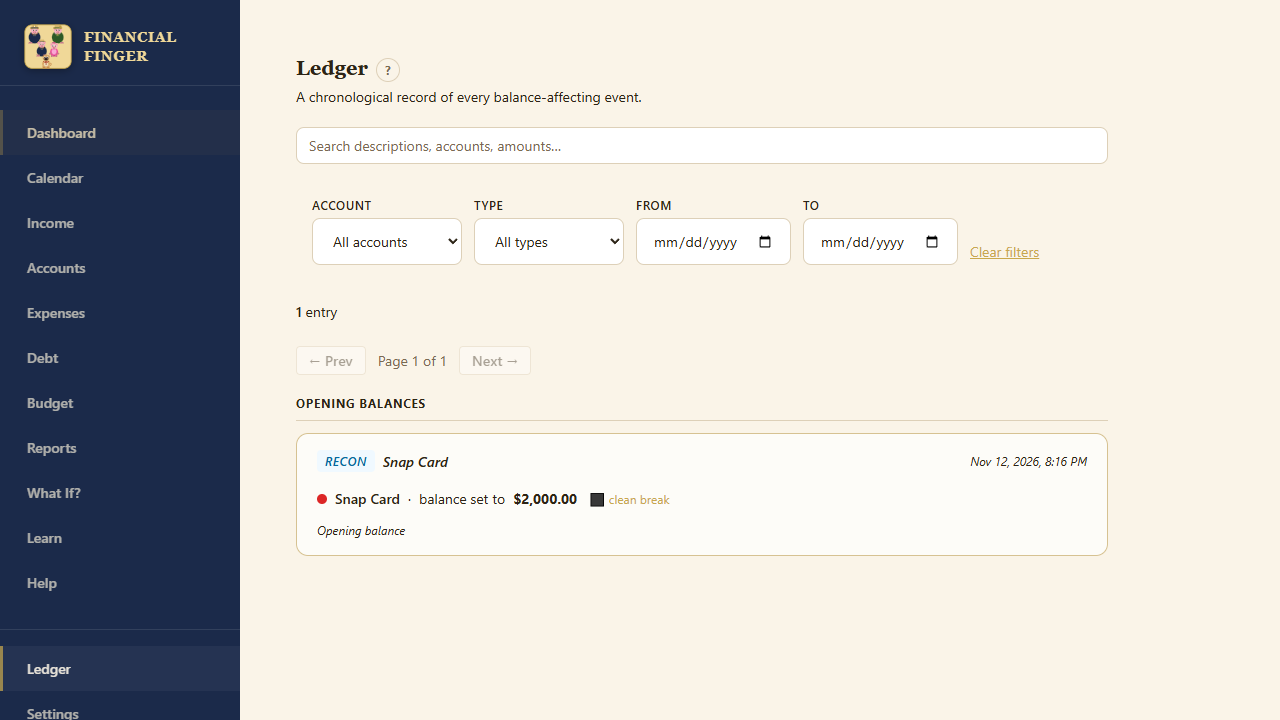 FINANCIAL
FINGER
Dashboard
Calendar
Income
Accounts
Expenses
Debt
Budget
Reports
What If?
Learn
Help
Ledger
Settings
Ledger ?
A chronological record of every balance-affecting event.
Search descriptions, accounts, amounts...
ACCOUNT TYPE FROM TO
All accounts All types mm/dd/yyyy mm/dd/yyyy Clear filters
1 entry
← Prev Page 1 of 1 Next →
OPENING BALANCES
RECON Snap Card Nov 12, 2026, 8:16 PM
Snap Card · balance set to $2,000.00 clean break
Opening balance